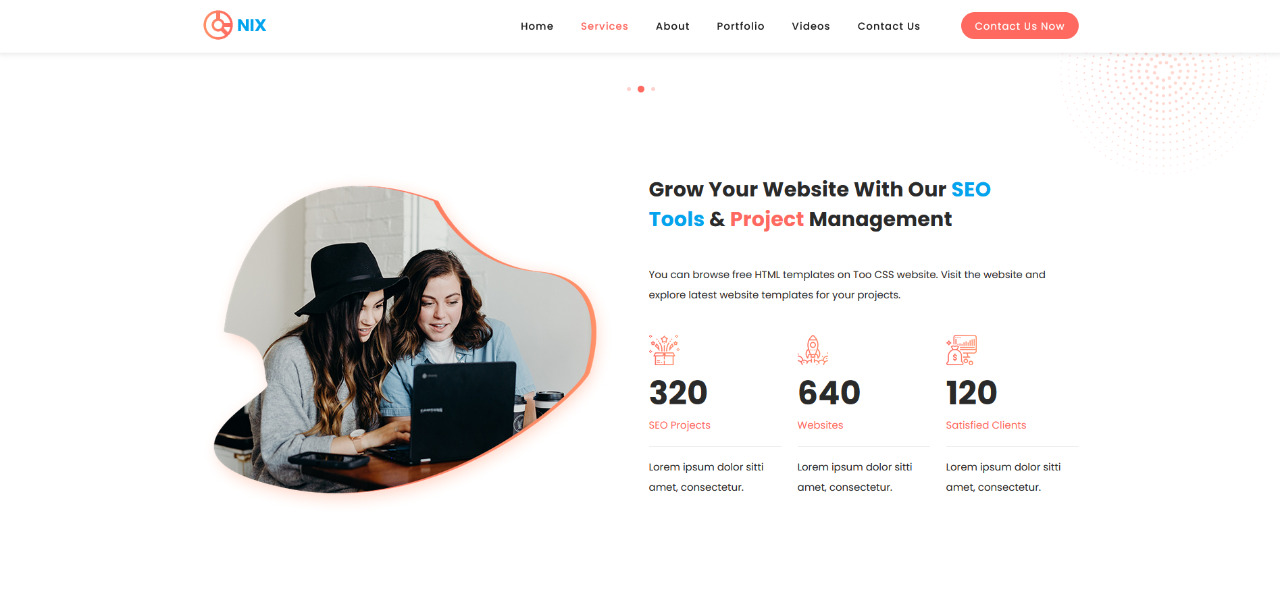 NIX
Home Services About Portfolio Videos Contact Us Contact Us Now
Grow Your Website With Our SEO
Tools & Project Management
You can browse free HTML templates on Too CSS website. Visit the website and
explore latest website templates for your projects.
320 640 120
SEO Projects Websites Satisfied Clients
Lorem ipsum dolor sitti Lorem ipsum dolor sitti Lorem ipsum dolor sitti
amet, consectetur. amet, consectetur. amet, consectetur.
SAMSUNG